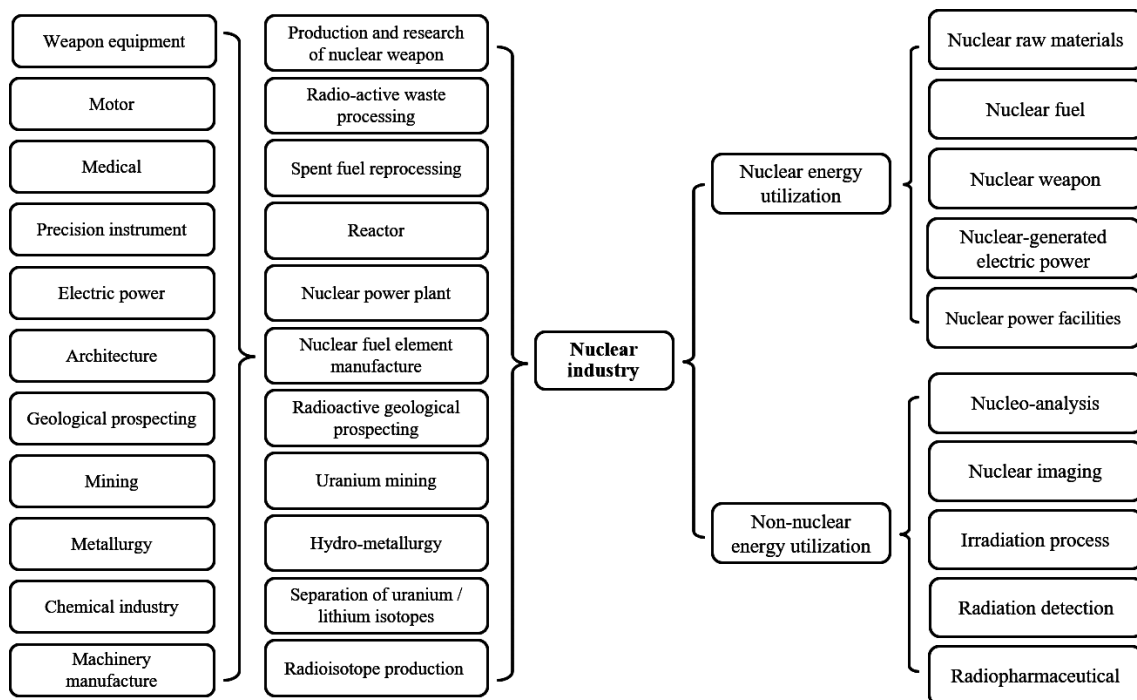 Weapon equipment
Motor
Medical
Precision instrument
Electric power
Architecture
Geological prospecting
Mining
Metallurgy
Chemical industry
Machinery
manufacture
Production and research
of nuclear weapon
Radio-active waste
processing
Spent fuel reprocessing
Reactor
Nuclear power plant
Nuclear fuel element
manufacture
Radioactive geological
prospecting
Uranium mining
Hydro-metallurgy
Separation of uranium /
lithium isotopes
Radioisotope production
Nuclear
industry
Nuclear energy
utilization
Non-nuclear
energy utilization
Nuclear raw materials
Nuclear fuel
Nuclear weapon
Nuclear-generated
electric power
Nuclear power facilities
Nucleo-analysis
Nuclear imaging
Irradiation process
Radiation detection
Radiopharmaceutical